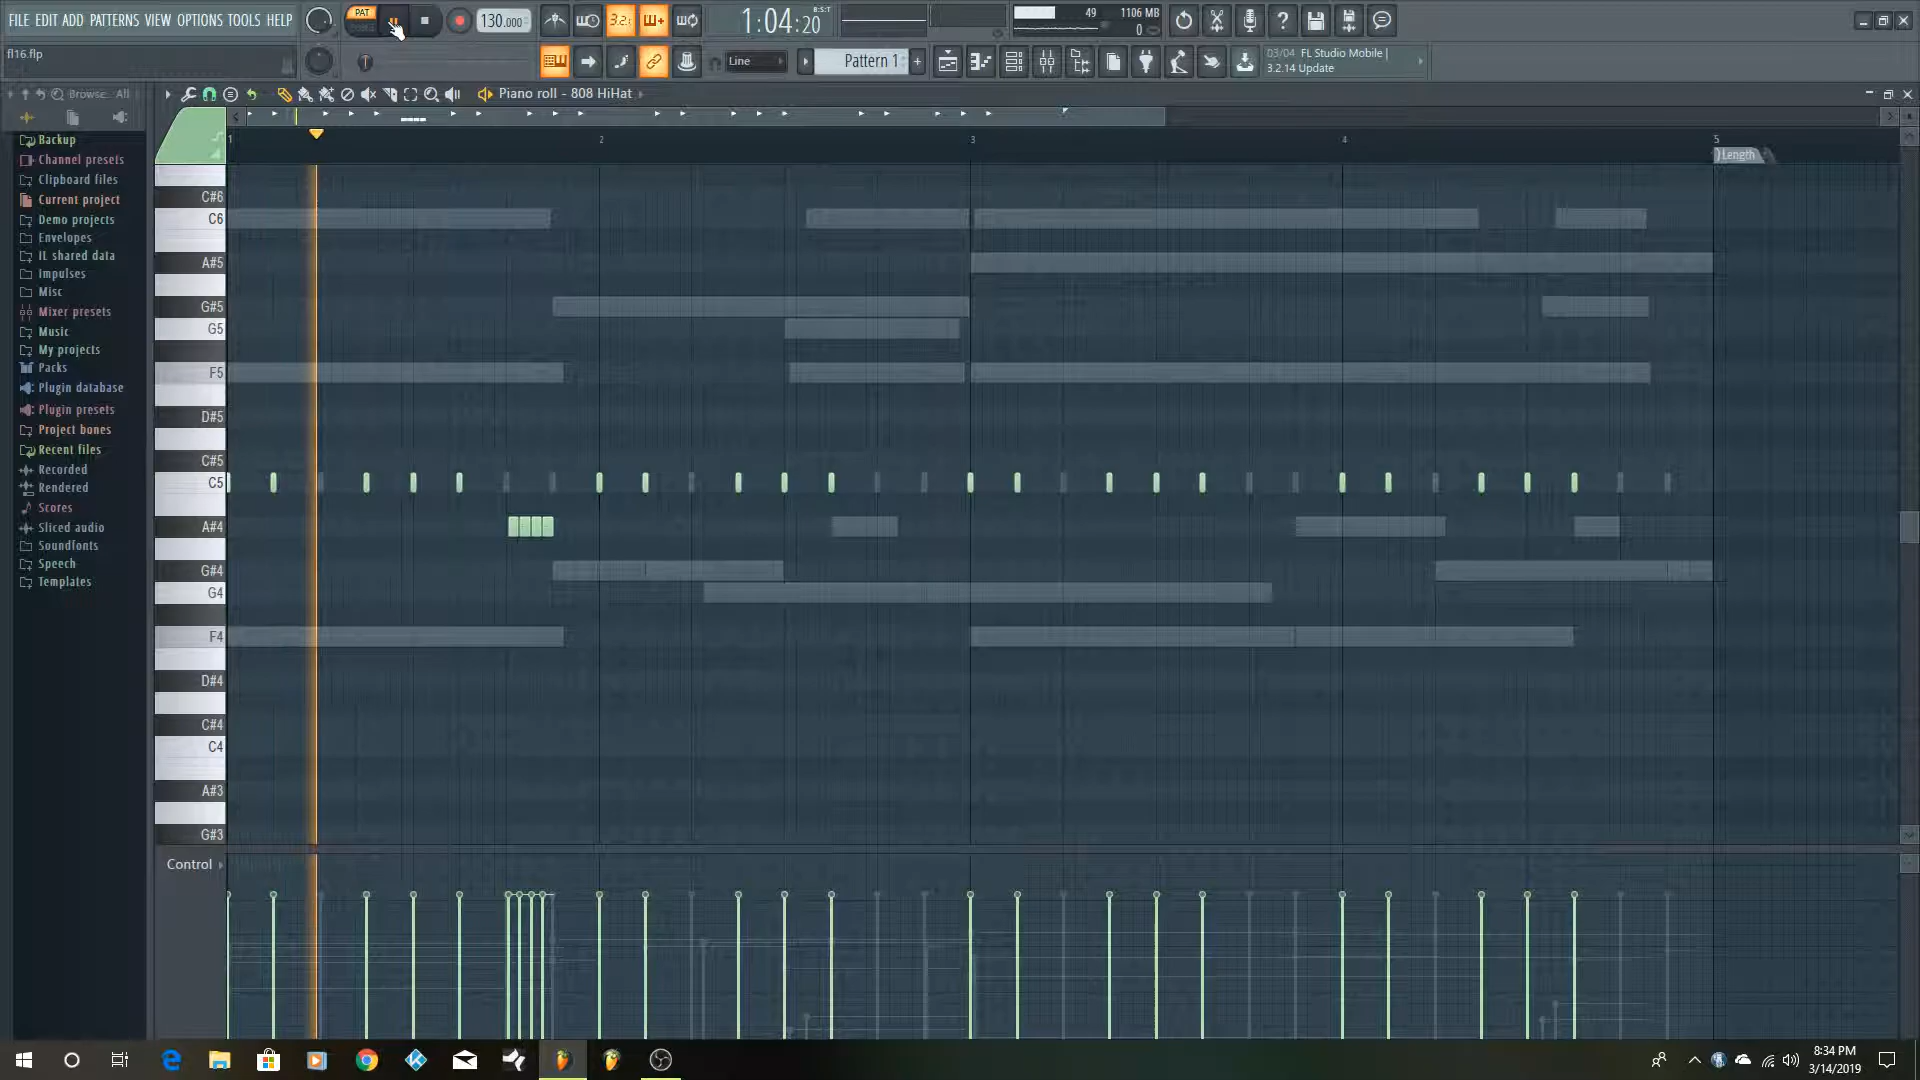 FILE EDIT ADD PATTERNS VIEW OPTIONS TOOLS HELP
PAT
130.000
3.2:
1:04:20
B:S:T
49
1106 MB
0
fl16.flp
Line
Pattern 1
03/04 FL Studio Mobile |
3.2.14 Update
Browse.. All
Piano roll - 808 HiHat
1
2
3
4
5
Length
Backup
Channel presets
Clipboard files
Current project
Demo projects
Envelopes
IL shared data
Impulses
Misc
Mixer presets
Music
My projects
Packs
Plugin database
Plugin presets
Project bones
Recent files
Recorded
Rendered
Scores
Sliced audio
Soundfonts
Speech
Templates
C#6
C6
A#5
G#5
G5
F5
D#5
C#5
C5
A#4
G#4
G4
F4
D#4
C#4
C4
A#3
G#3
Control
8:34 PM
3/14/2019